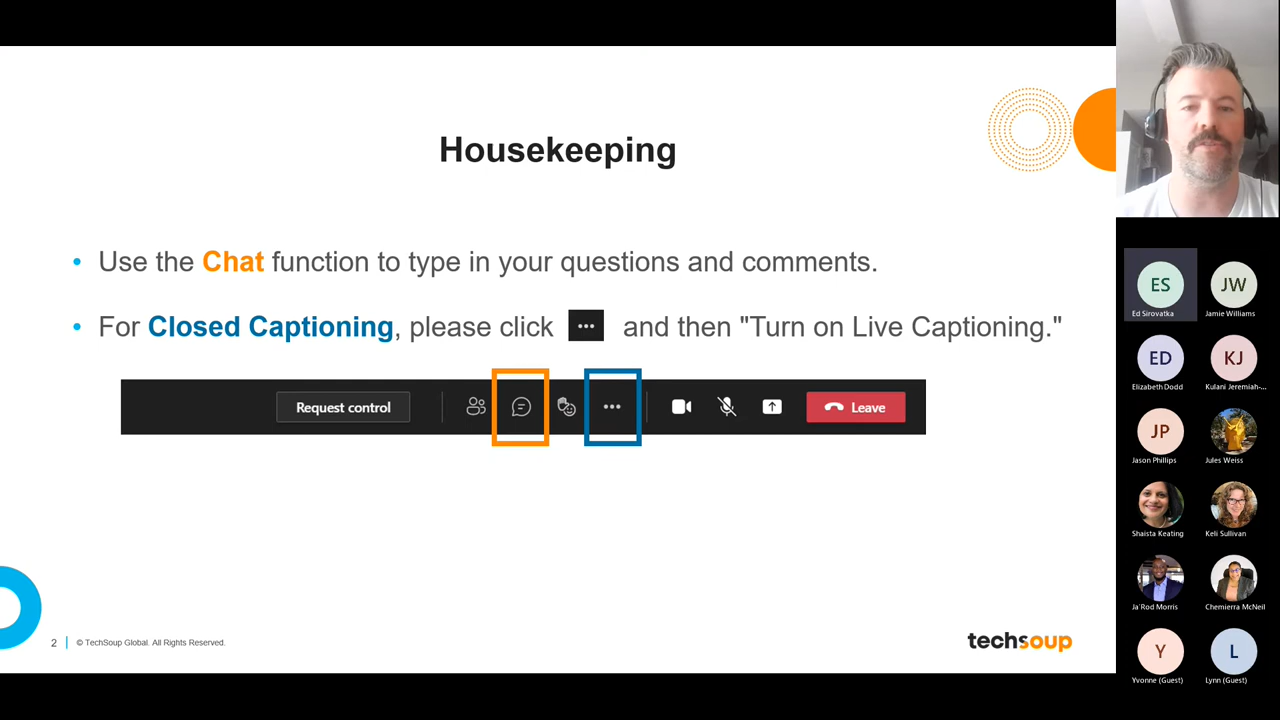 Housekeeping
• Use the Chat function to type in your questions and comments.
• For Closed Captioning, please click ··· and then "Turn on Live Captioning."
Request control
Leave
2 | © TechSoup Global. All Rights Reserved.
techsoup
ES
JW
Ed Sirovatka
Jamie Williams
ED
KJ
Elizabeth Dodd
Kulani Jeremiah-...
JP
Jason Phillips
Jules Weiss
Shaista Keating
Keli Sullivan
Ja'Rod Morris
Chemierra McNeil
Y
L
Yvonne (Guest)
Lynn (Guest)